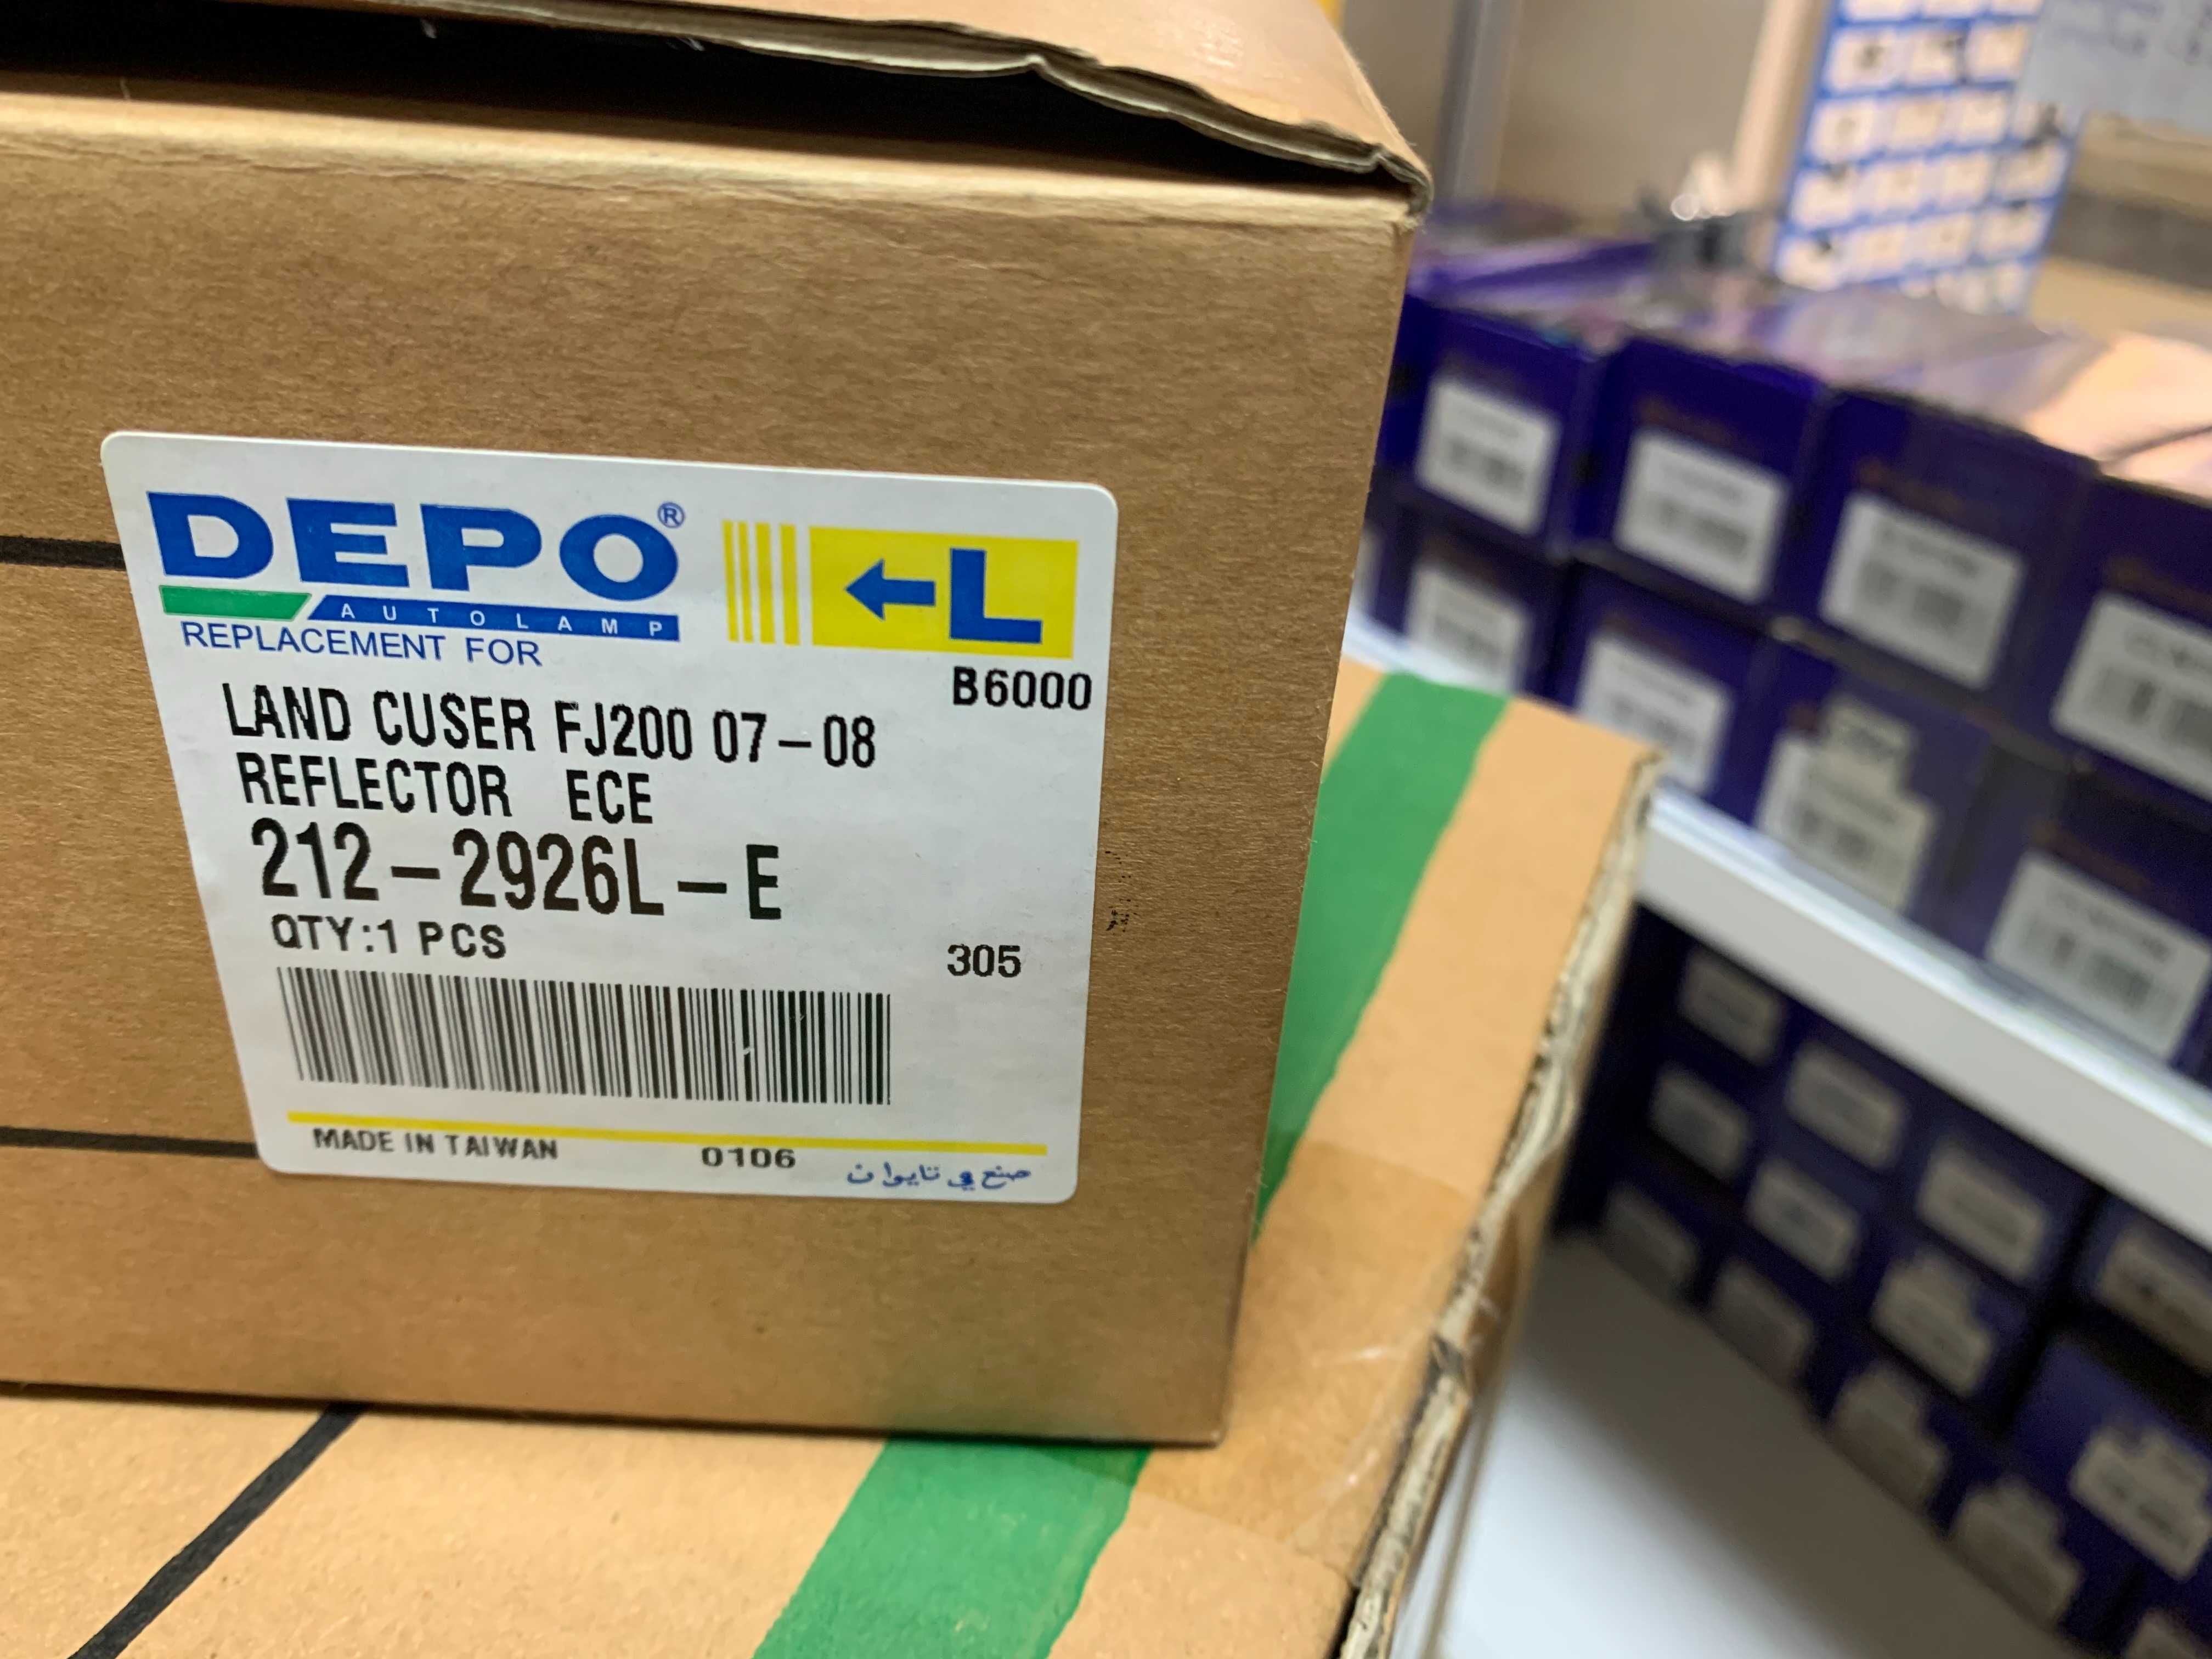 DEPO®
AUTOLAMP
REPLACEMENT FOR
←L
B6000
LAND CUSER FJ200 07-08
REFLECTOR ECE
212-2926L-E
QTY:1 PCS
305
MADE IN TAIWAN 0106 صنع في تايوان